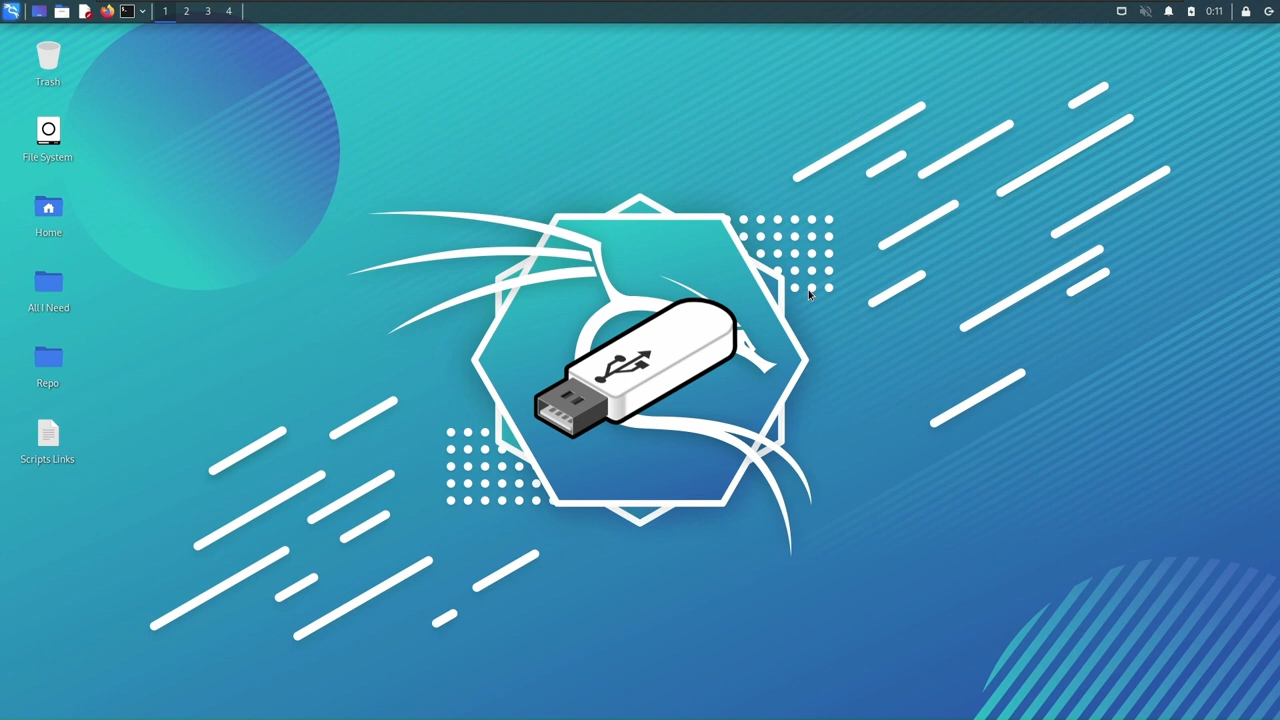 1 2 3 4
0:11
Trash
File System
Home
All I Need
Repo
Scripts Links